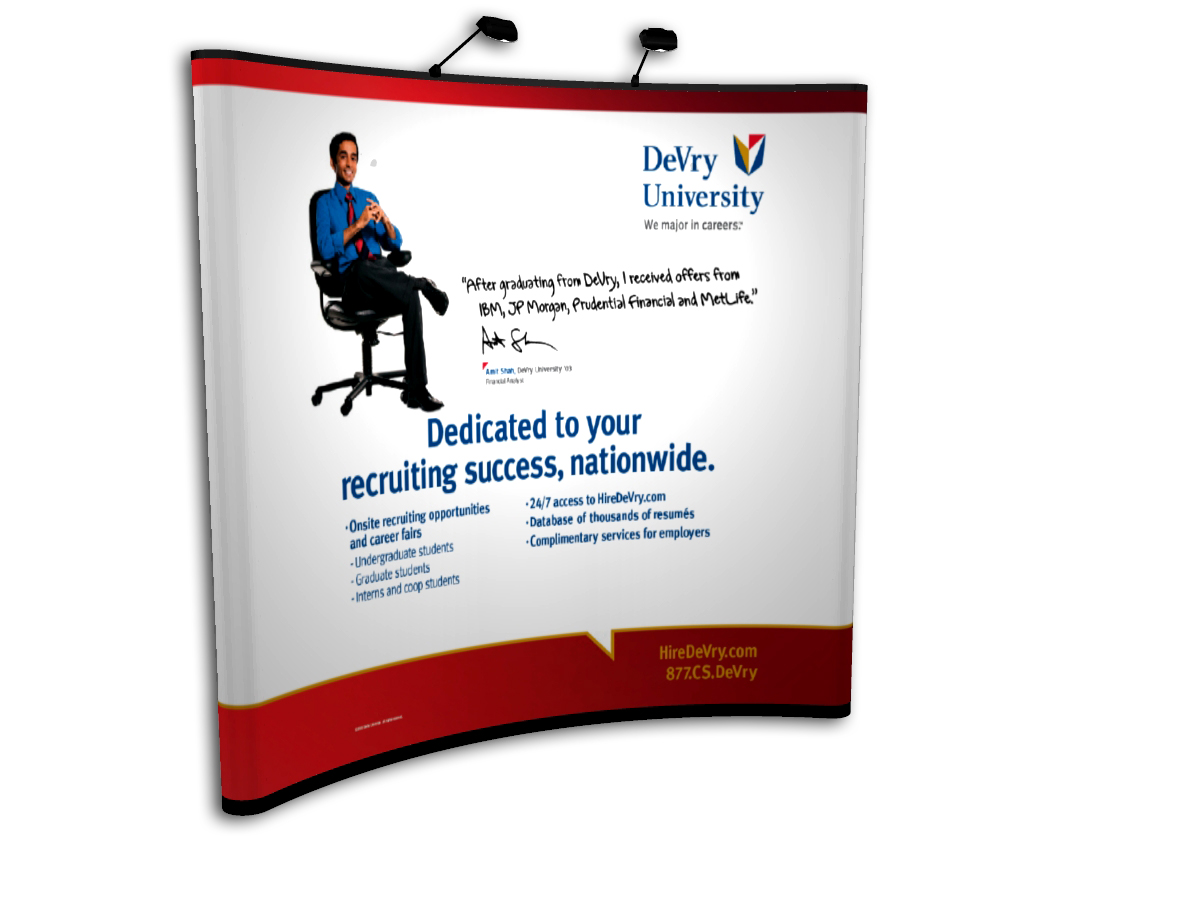 DeVry
University
We major in careers.™
"After graduating from DeVry, I received offers from
IBM, JP Morgan, Prudential Financial and MetLife."
Amit Shah, DeVry University '03
Financial Analyst
Dedicated to your
recruiting success, nationwide.
·Onsite recruiting opportunities
and career fairs
- Undergraduate students
- Graduate students
- Interns and coop students
·24/7 access to HireDeVry.com
·Database of thousands of resumés
·Complimentary services for employers
HireDeVry.com
877.CS.DeVry